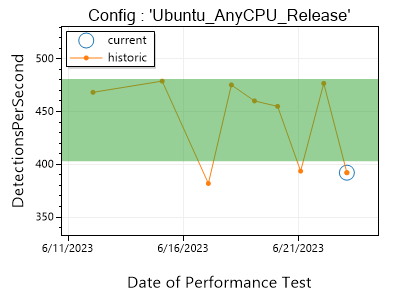 Config : 'Ubuntu_AnyCPU_Release'
current
historic
DetectionsPerSecond
500
450
400
350
6/11/2023
6/16/2023
6/21/2023
Date of Performance Test